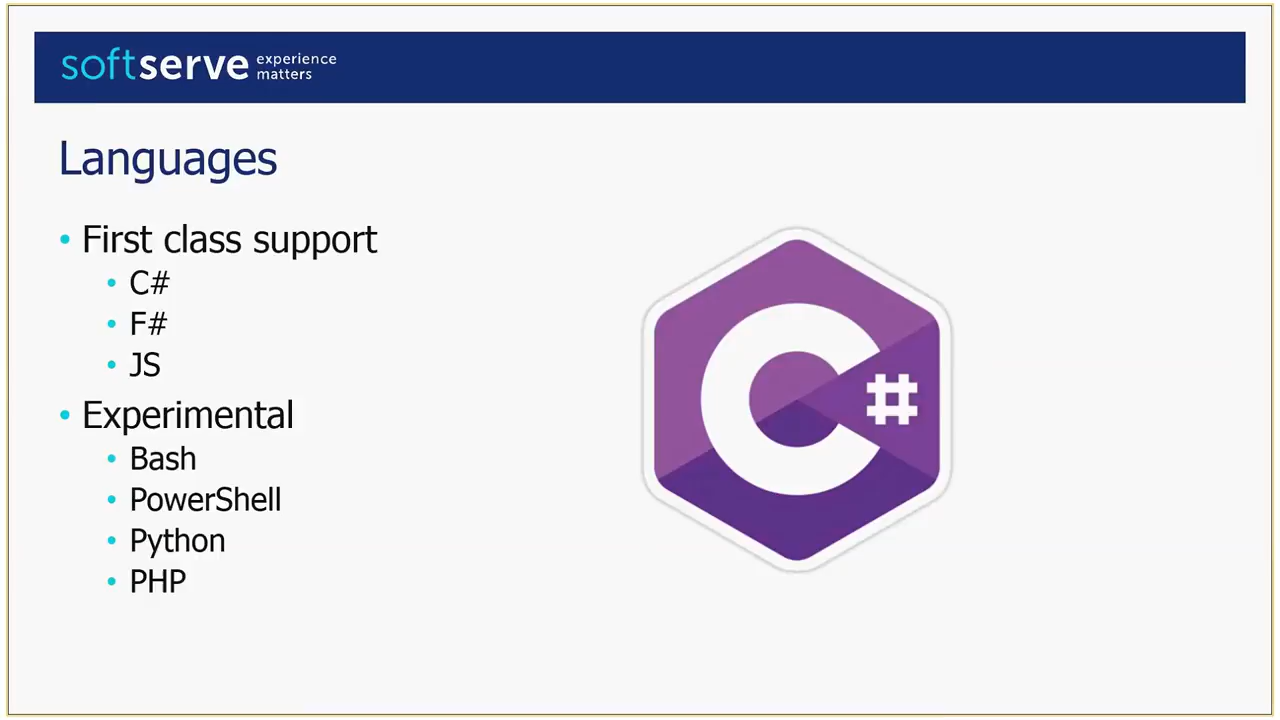 softserve experience
matters
Languages
• First class support
• C#
• F#
• JS
• Experimental
• Bash
• PowerShell
• Python
• PHP
C#